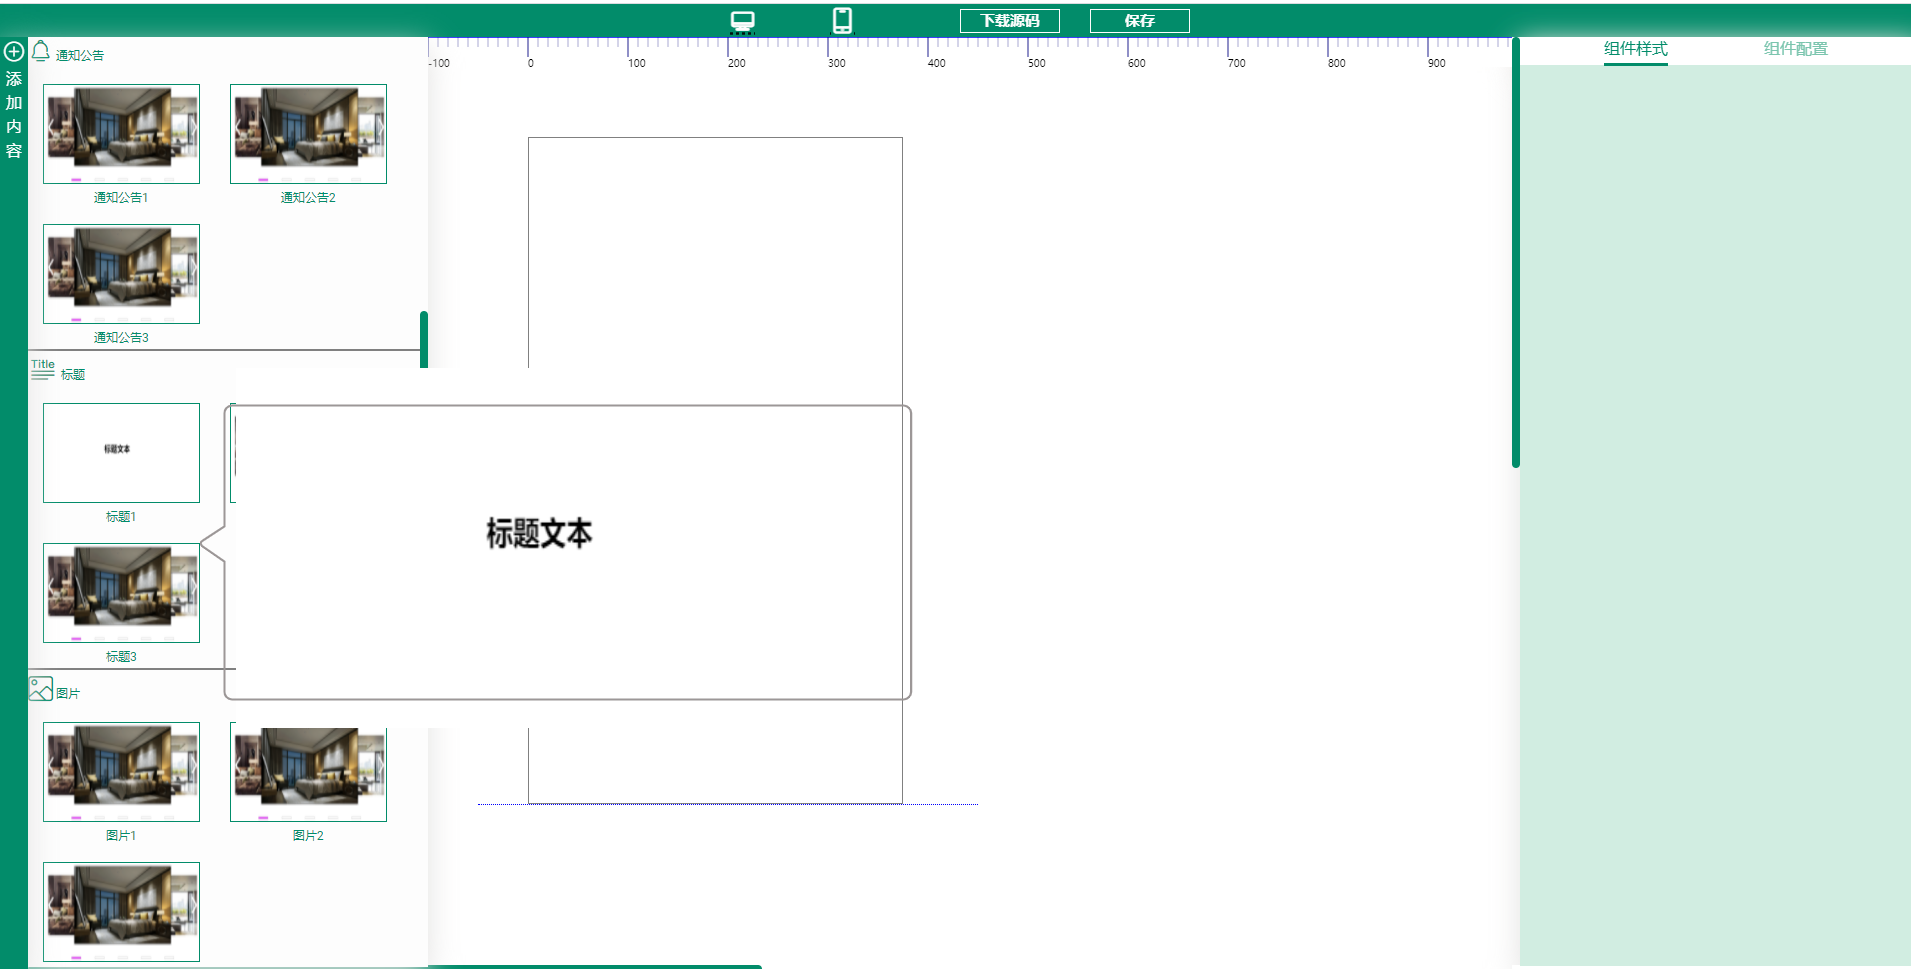 下载源码
保存
添加内容
通知公告
通知公告1
通知公告2
通知公告3
Title
标题
标题文本
标题1
标题3
图片
图片1
图片2
-100
0
100
200
300
400
500
600
700
800
900
标题文本
组件样式
组件配置